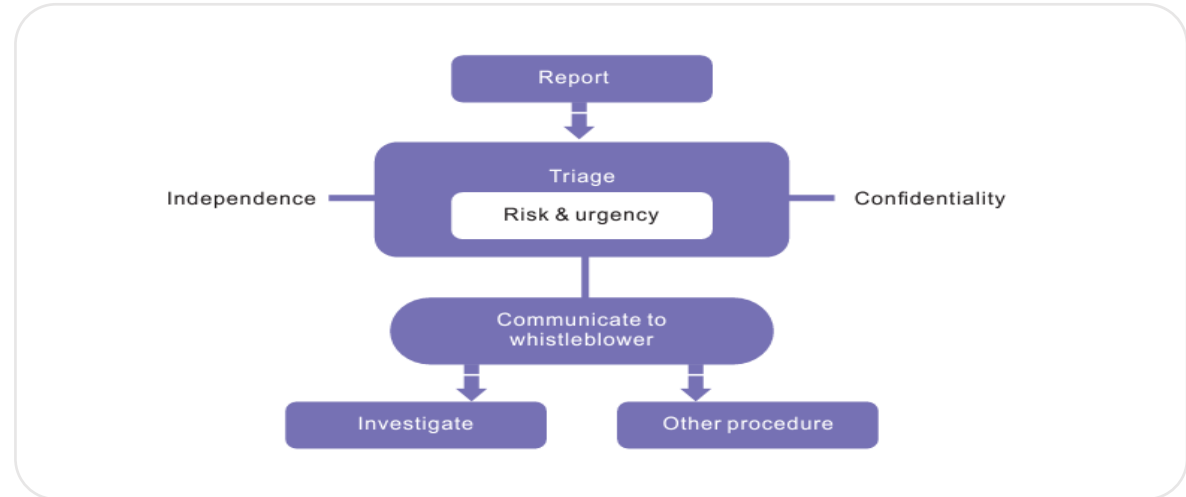 Report
Triage
Independence
Risk & urgency
Confidentiality
Communicate to
whistleblower
Investigate
Other procedure